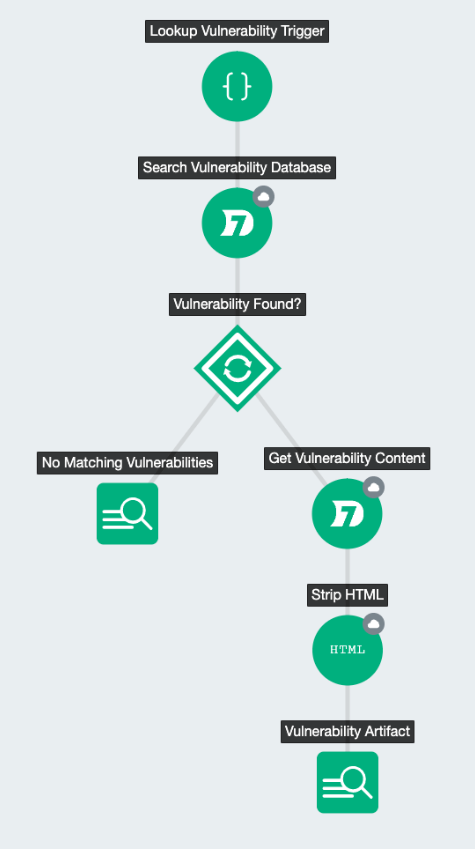 Lookup Vulnerability Trigger
{}
Search Vulnerability Database
Vulnerability Found?
No Matching Vulnerabilities
Get Vulnerability Content
Strip HTML
HTML
Vulnerability Artifact